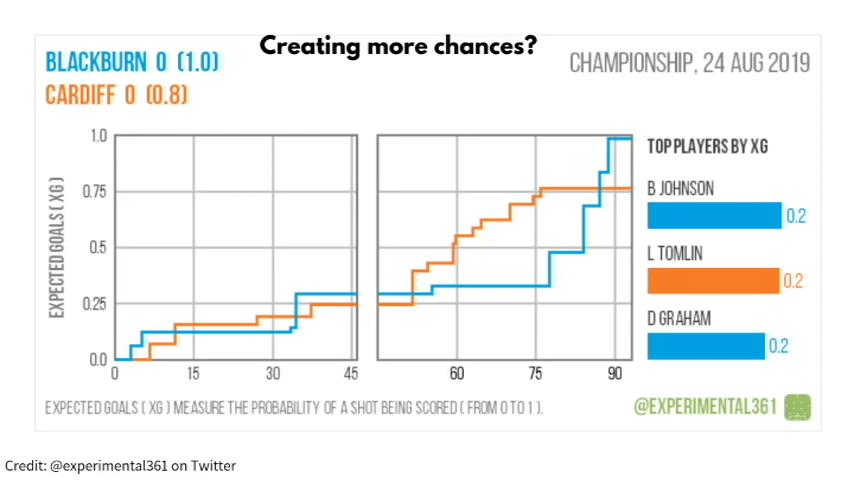 Creating more chances?
BLACKBURN 0 (1.0)
CARDIFF 0 (0.8)
CHAMPIONSHIP, 24 AUG 2019
EXPECTED GOALS ( XG )
1.0
0.75
0.5
0.25
0.0
0
15
30
45
60
75
90
TOP PLAYERS BY XG
B JOHNSON
0.2
L TOMLIN
0.2
D GRAHAM
0.2
EXPECTED GOALS ( XG ) MEASURE THE PROBABILITY OF A SHOT BEING SCORED ( FROM 0 TO 1 ).
@EXPERIMENTAL361
Credit: @experimental361 on Twitter